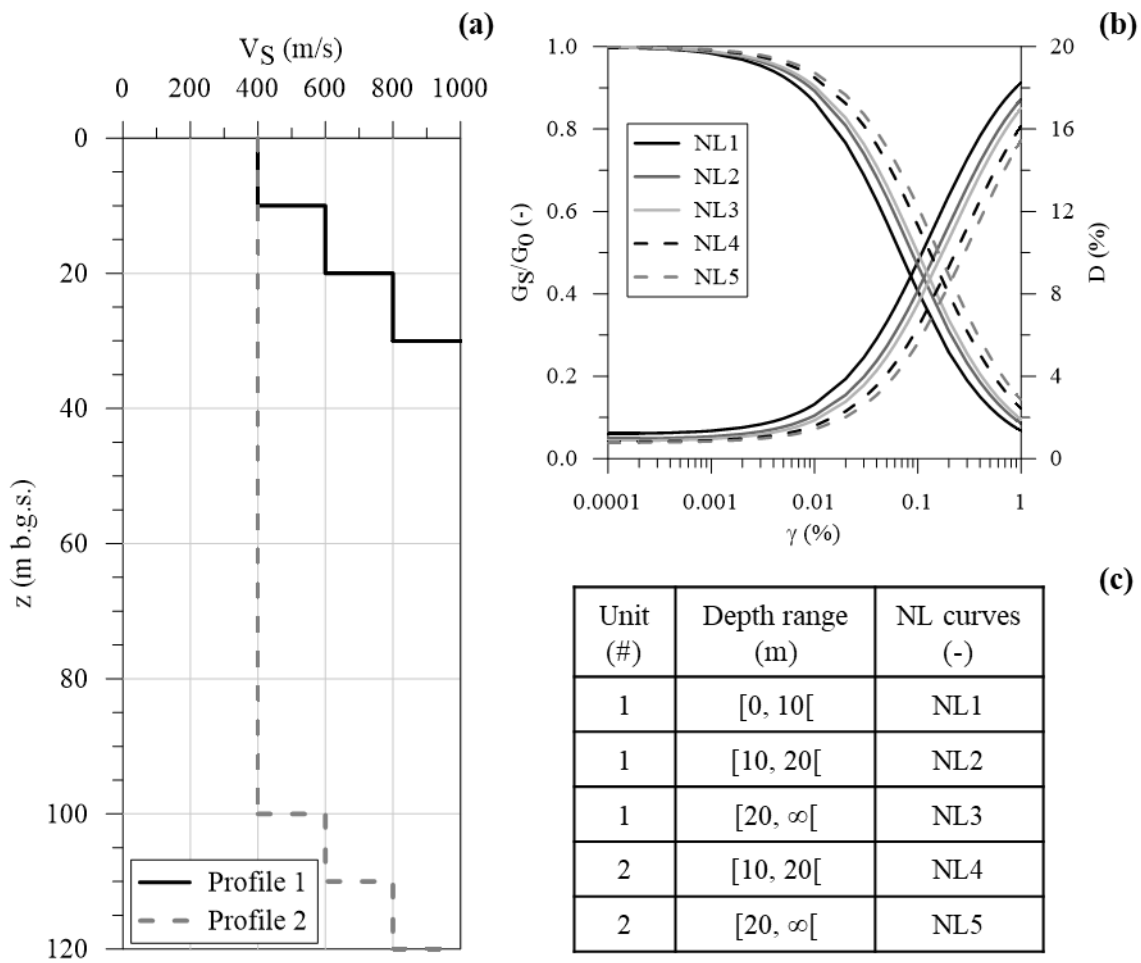 (a)
V_S (m/s)
0 200 400 600 800 1000
0
20
40
60
80
100
120
z (m b.g.s.)
Profile 1
Profile 2
(b)
1.0
0.8
0.6
0.4
0.2
0.0
G_S/G_0 (-)
NL1
NL2
NL3
NL4
NL5
20
16
12
8
4
0
D (%)
0.0001 0.001 0.01 0.1 1
γ (%)
(c)
Unit Depth range NL curves
(#) (m) (-)
1 [0, 10[ NL1
1 [10, 20[ NL2
1 [20, ∞[ NL3
2 [10, 20[ NL4
2 [20, ∞[ NL5